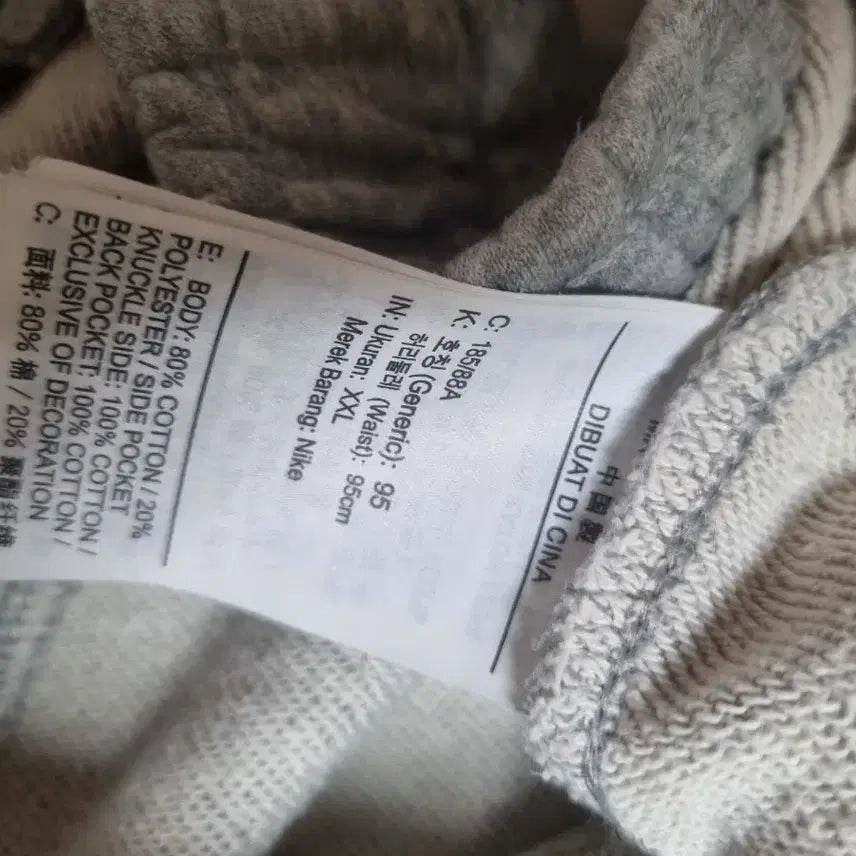 中国製
DIBUAT DI CINA
C: 185/88A
K: 호칭 (Generic): 95
허리둘레 (Waist): 95cm
IN: Ukuran: XXL
Merek Barang: Nike
E: BODY: 80% COTTON / 20%
POLYESTER / SIDE POCKET
KNUCKLE SIDE: 100% COTTON /
BACK POCKET: 100% COTTON /
EXCLUSIVE OF DECORATION
C: 面料: 80% 棉 / 20% 聚酯纤维